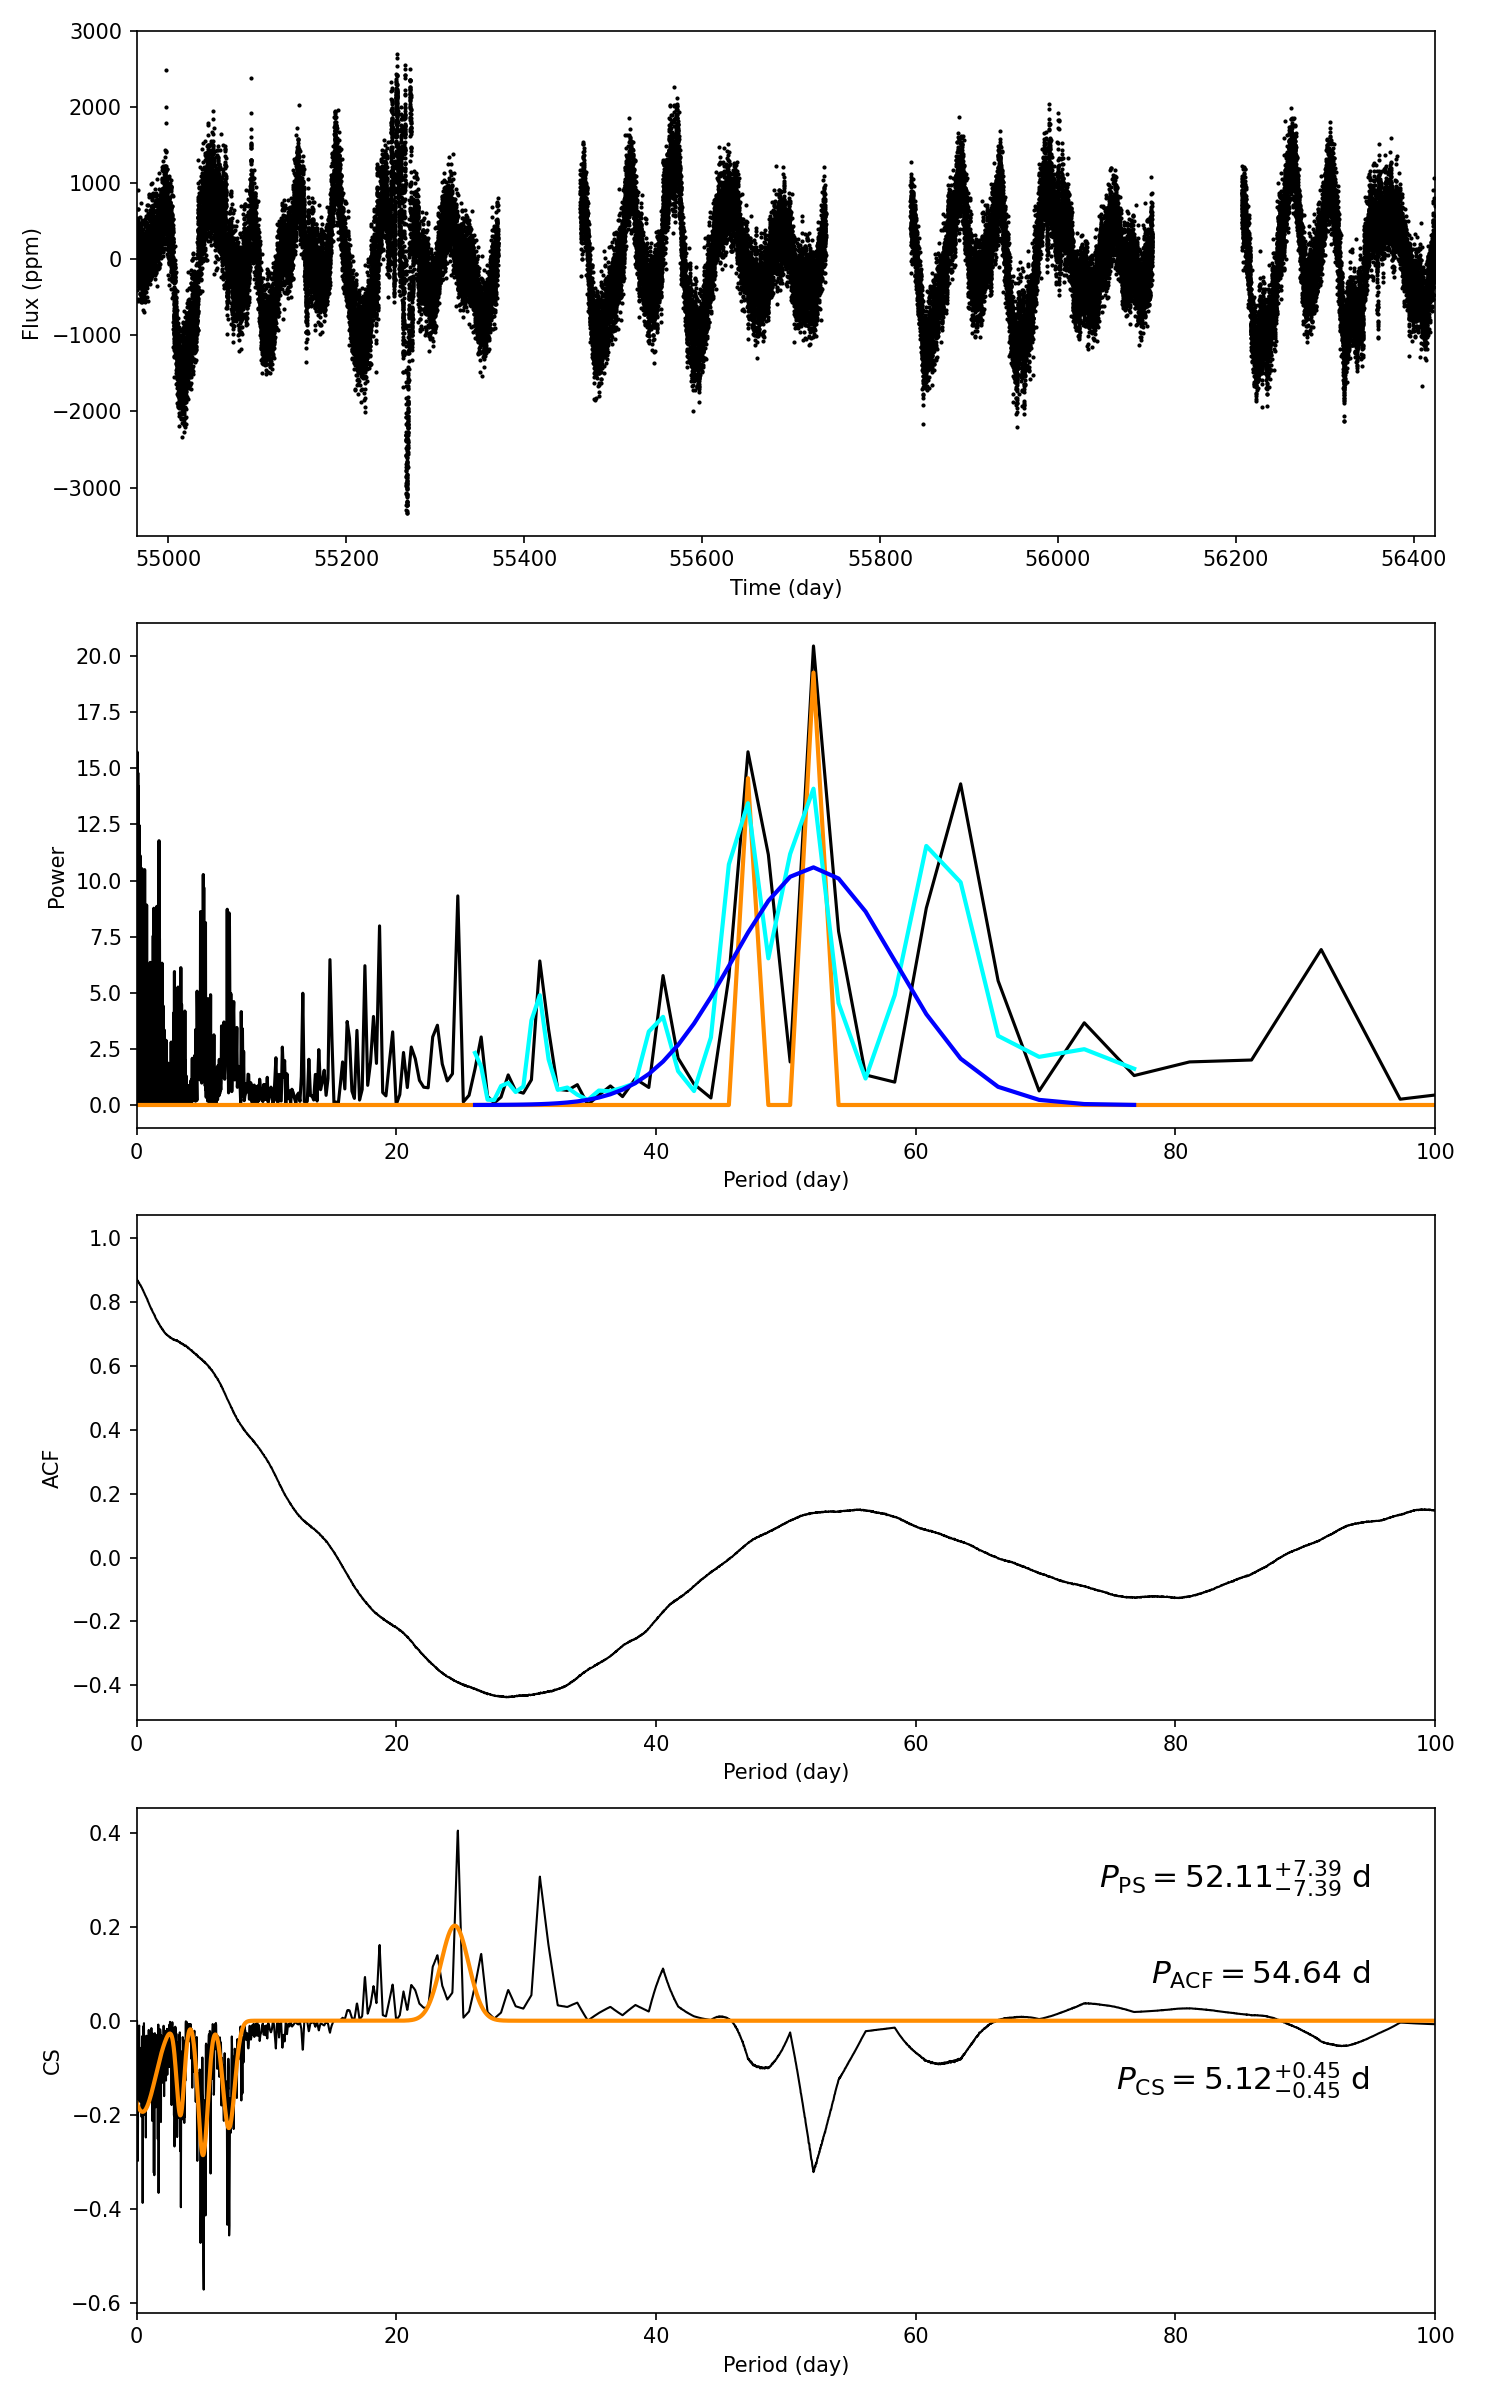 3000
2000
1000
0
−1000
−2000
−3000
Flux (ppm)
55000 55200 55400 55600 55800 56000 56200 56400
Time (day)
20.0
17.5
15.0
12.5
10.0
7.5
5.0
2.5
0.0
Power
0 20 40 60 80 100
Period (day)
1.0
0.8
0.6
0.4
0.2
0.0
−0.2
−0.4
ACF
0 20 40 60 80 100
Period (day)
0.4
0.2
0.0
−0.2
−0.4
−0.6
CS
P_PS = 52.11^{+7.39}_{−7.39} d
P_ACF = 54.64 d
P_CS = 5.12^{+0.45}_{−0.45} d
0 20 40 60 80 100
Period (day)